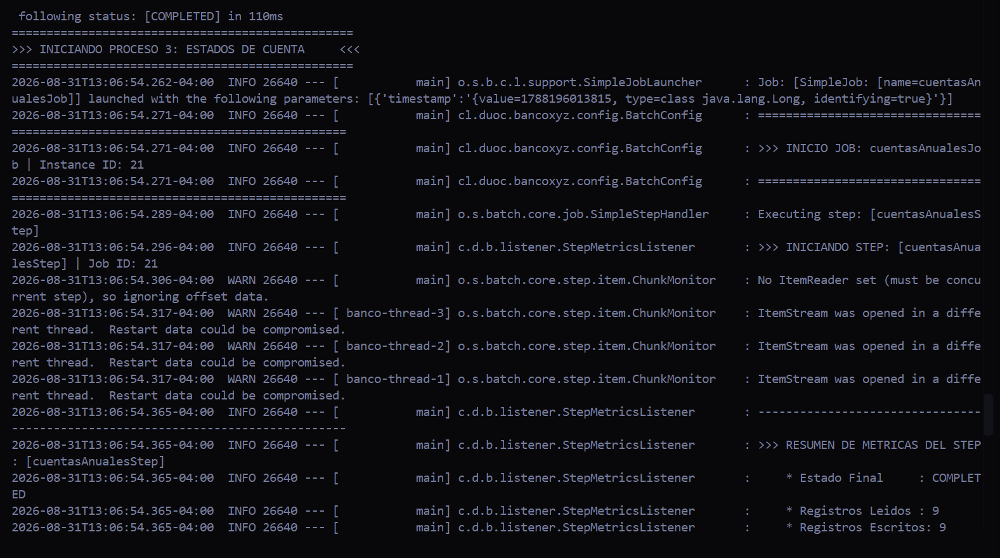 following status: [COMPLETED] in 110ms
=================================================
>>> INICIANDO PROCESO 3: ESTADOS DE CUENTA     <<<
=================================================
2026-08-31T13:06:54.262-04:00  INFO 26640 --- [           main] o.s.b.c.l.support.SimpleJobLauncher      : Job: [SimpleJob: [name=cuentasAn
ualesJob]] launched with the following parameters: [{'timestamp':'{value=1788196013815, type=class java.lang.Long, identifying=true}'}]
2026-08-31T13:06:54.271-04:00  INFO 26640 --- [           main] cl.duoc.bancoxyz.config.BatchConfig      : ================================
================================================
2026-08-31T13:06:54.271-04:00  INFO 26640 --- [           main] cl.duoc.bancoxyz.config.BatchConfig      : >>> INICIO JOB: cuentasAnualesJo
b | Instance ID: 21
2026-08-31T13:06:54.271-04:00  INFO 26640 --- [           main] cl.duoc.bancoxyz.config.BatchConfig      : ================================
================================================
2026-08-31T13:06:54.289-04:00  INFO 26640 --- [           main] o.s.batch.core.job.SimpleStepHandler     : Executing step: [cuentasAnualesS
tep]
2026-08-31T13:06:54.296-04:00  INFO 26640 --- [           main] c.d.b.listener.StepMetricsListener       : >>> INICIANDO STEP: [cuentasAnua
lesStep] | Job ID: 21
2026-08-31T13:06:54.306-04:00  WARN 26640 --- [           main] o.s.batch.core.step.item.ChunkMonitor    : No ItemReader set (must be concu
rrent step), so ignoring offset data.
2026-08-31T13:06:54.317-04:00  WARN 26640 --- [ banco-thread-3] o.s.batch.core.step.item.ChunkMonitor    : ItemStream was opened in a diffe
rent thread.  Restart data could be compromised.
2026-08-31T13:06:54.317-04:00  WARN 26640 --- [ banco-thread-2] o.s.batch.core.step.item.ChunkMonitor    : ItemStream was opened in a diffe
rent thread.  Restart data could be compromised.
2026-08-31T13:06:54.317-04:00  WARN 26640 --- [ banco-thread-1] o.s.batch.core.step.item.ChunkMonitor    : ItemStream was opened in a diffe
rent thread.  Restart data could be compromised.
2026-08-31T13:06:54.365-04:00  INFO 26640 --- [           main] c.d.b.listener.StepMetricsListener       : --------------------------------
------------------------------------------------
2026-08-31T13:06:54.365-04:00  INFO 26640 --- [           main] c.d.b.listener.StepMetricsListener       : >>> RESUMEN DE METRICAS DEL STEP
: [cuentasAnualesStep]
2026-08-31T13:06:54.365-04:00  INFO 26640 --- [           main] c.d.b.listener.StepMetricsListener       :     * Estado Final     : COMPLET
ED
2026-08-31T13:06:54.365-04:00  INFO 26640 --- [           main] c.d.b.listener.StepMetricsListener       :     * Registros Leidos : 9
2026-08-31T13:06:54.365-04:00  INFO 26640 --- [           main] c.d.b.listener.StepMetricsListener       :     * Registros Escritos: 9